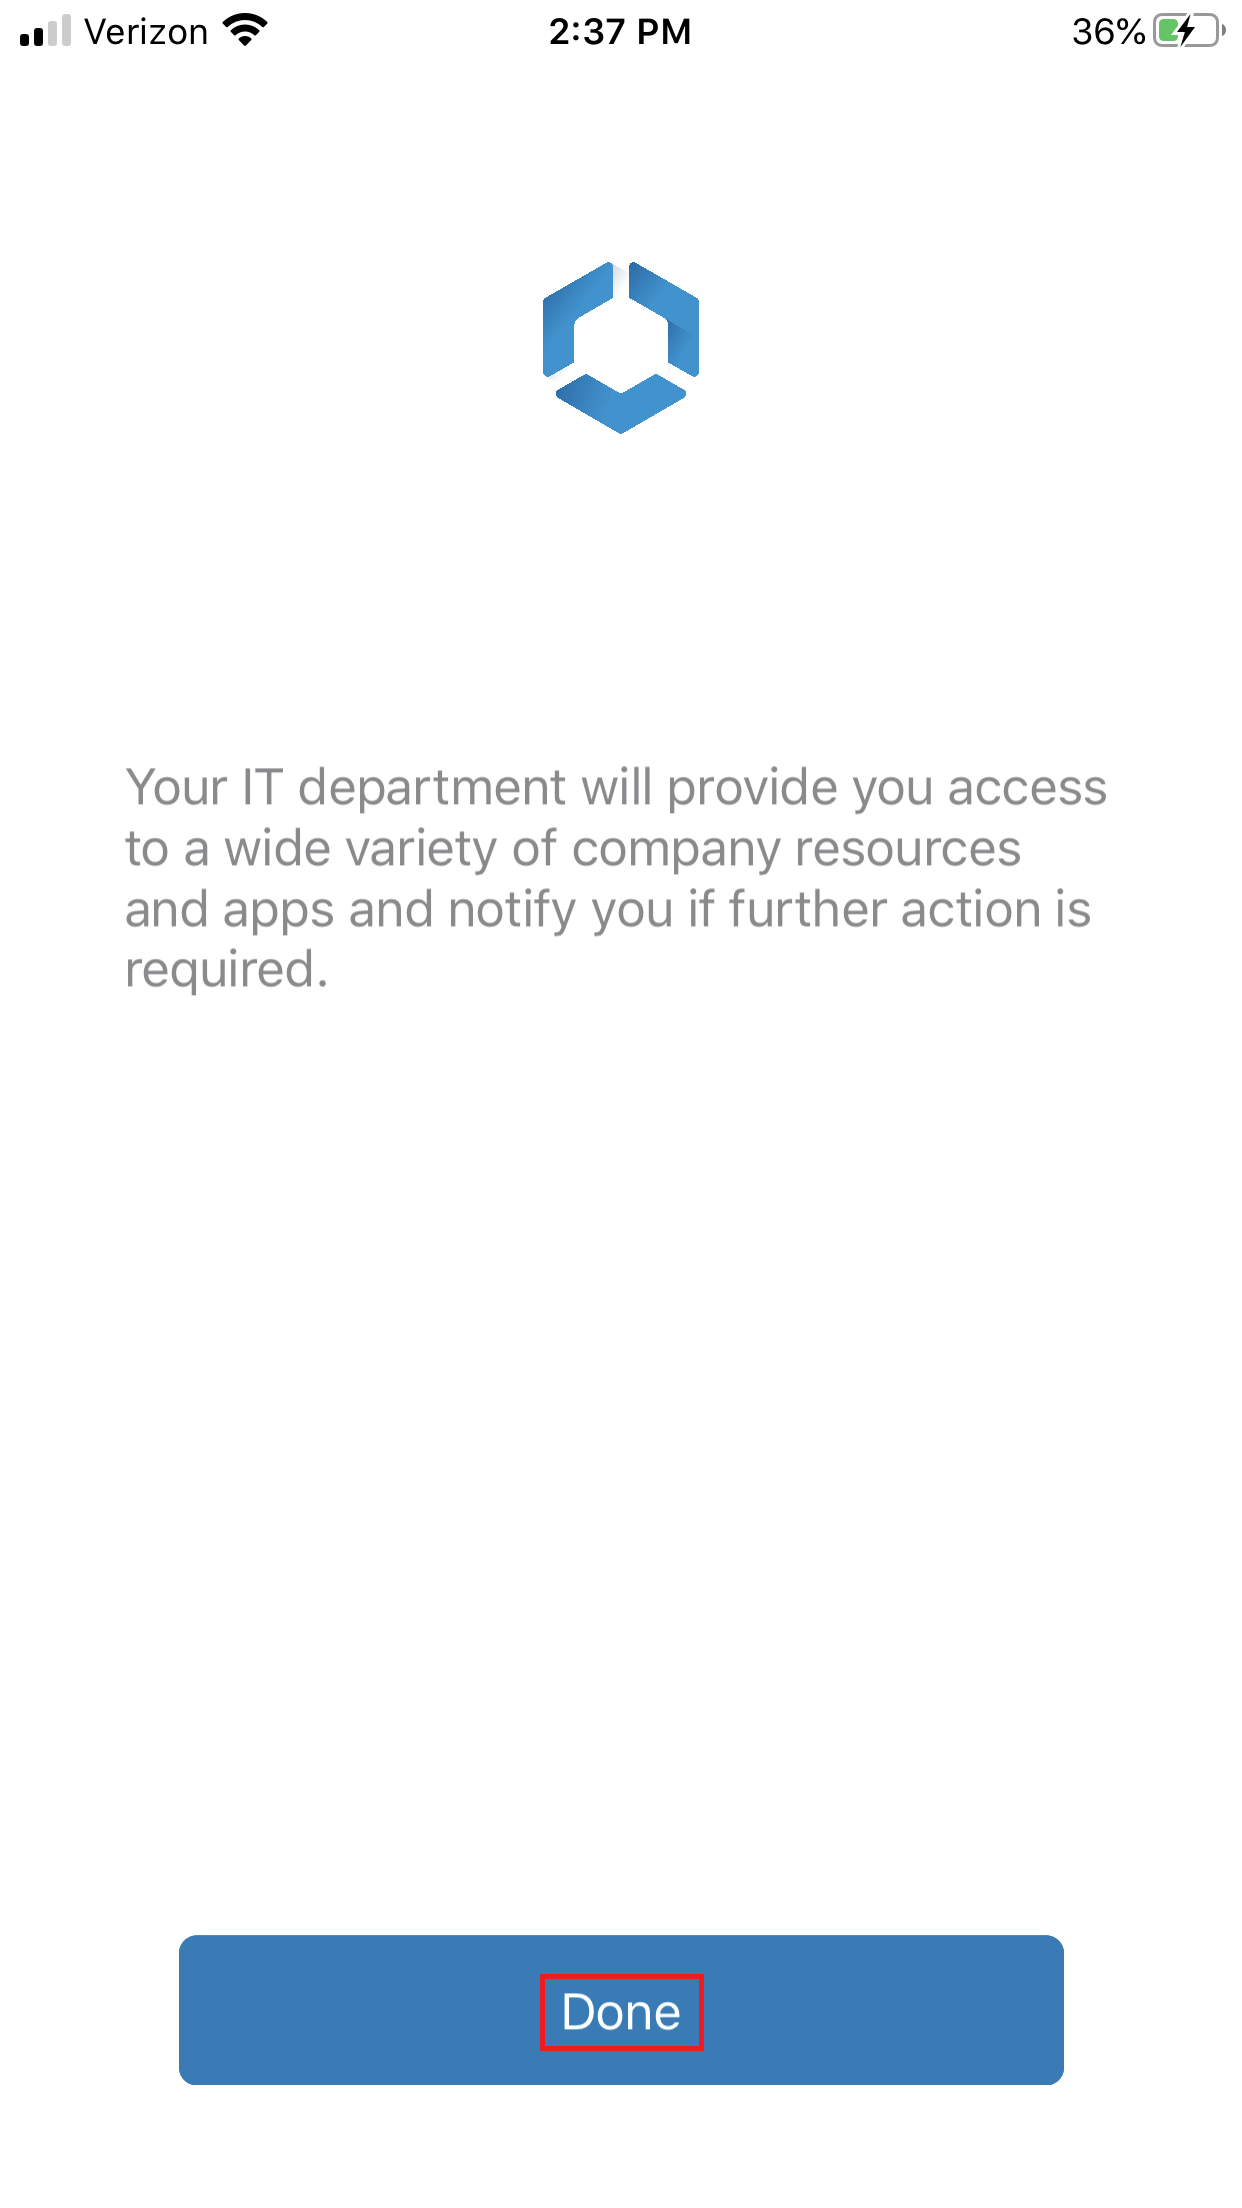 Verizon 2:37 PM 36%
Your IT department will provide you access
to a wide variety of company resources
and apps and notify you if further action is
required.
Done